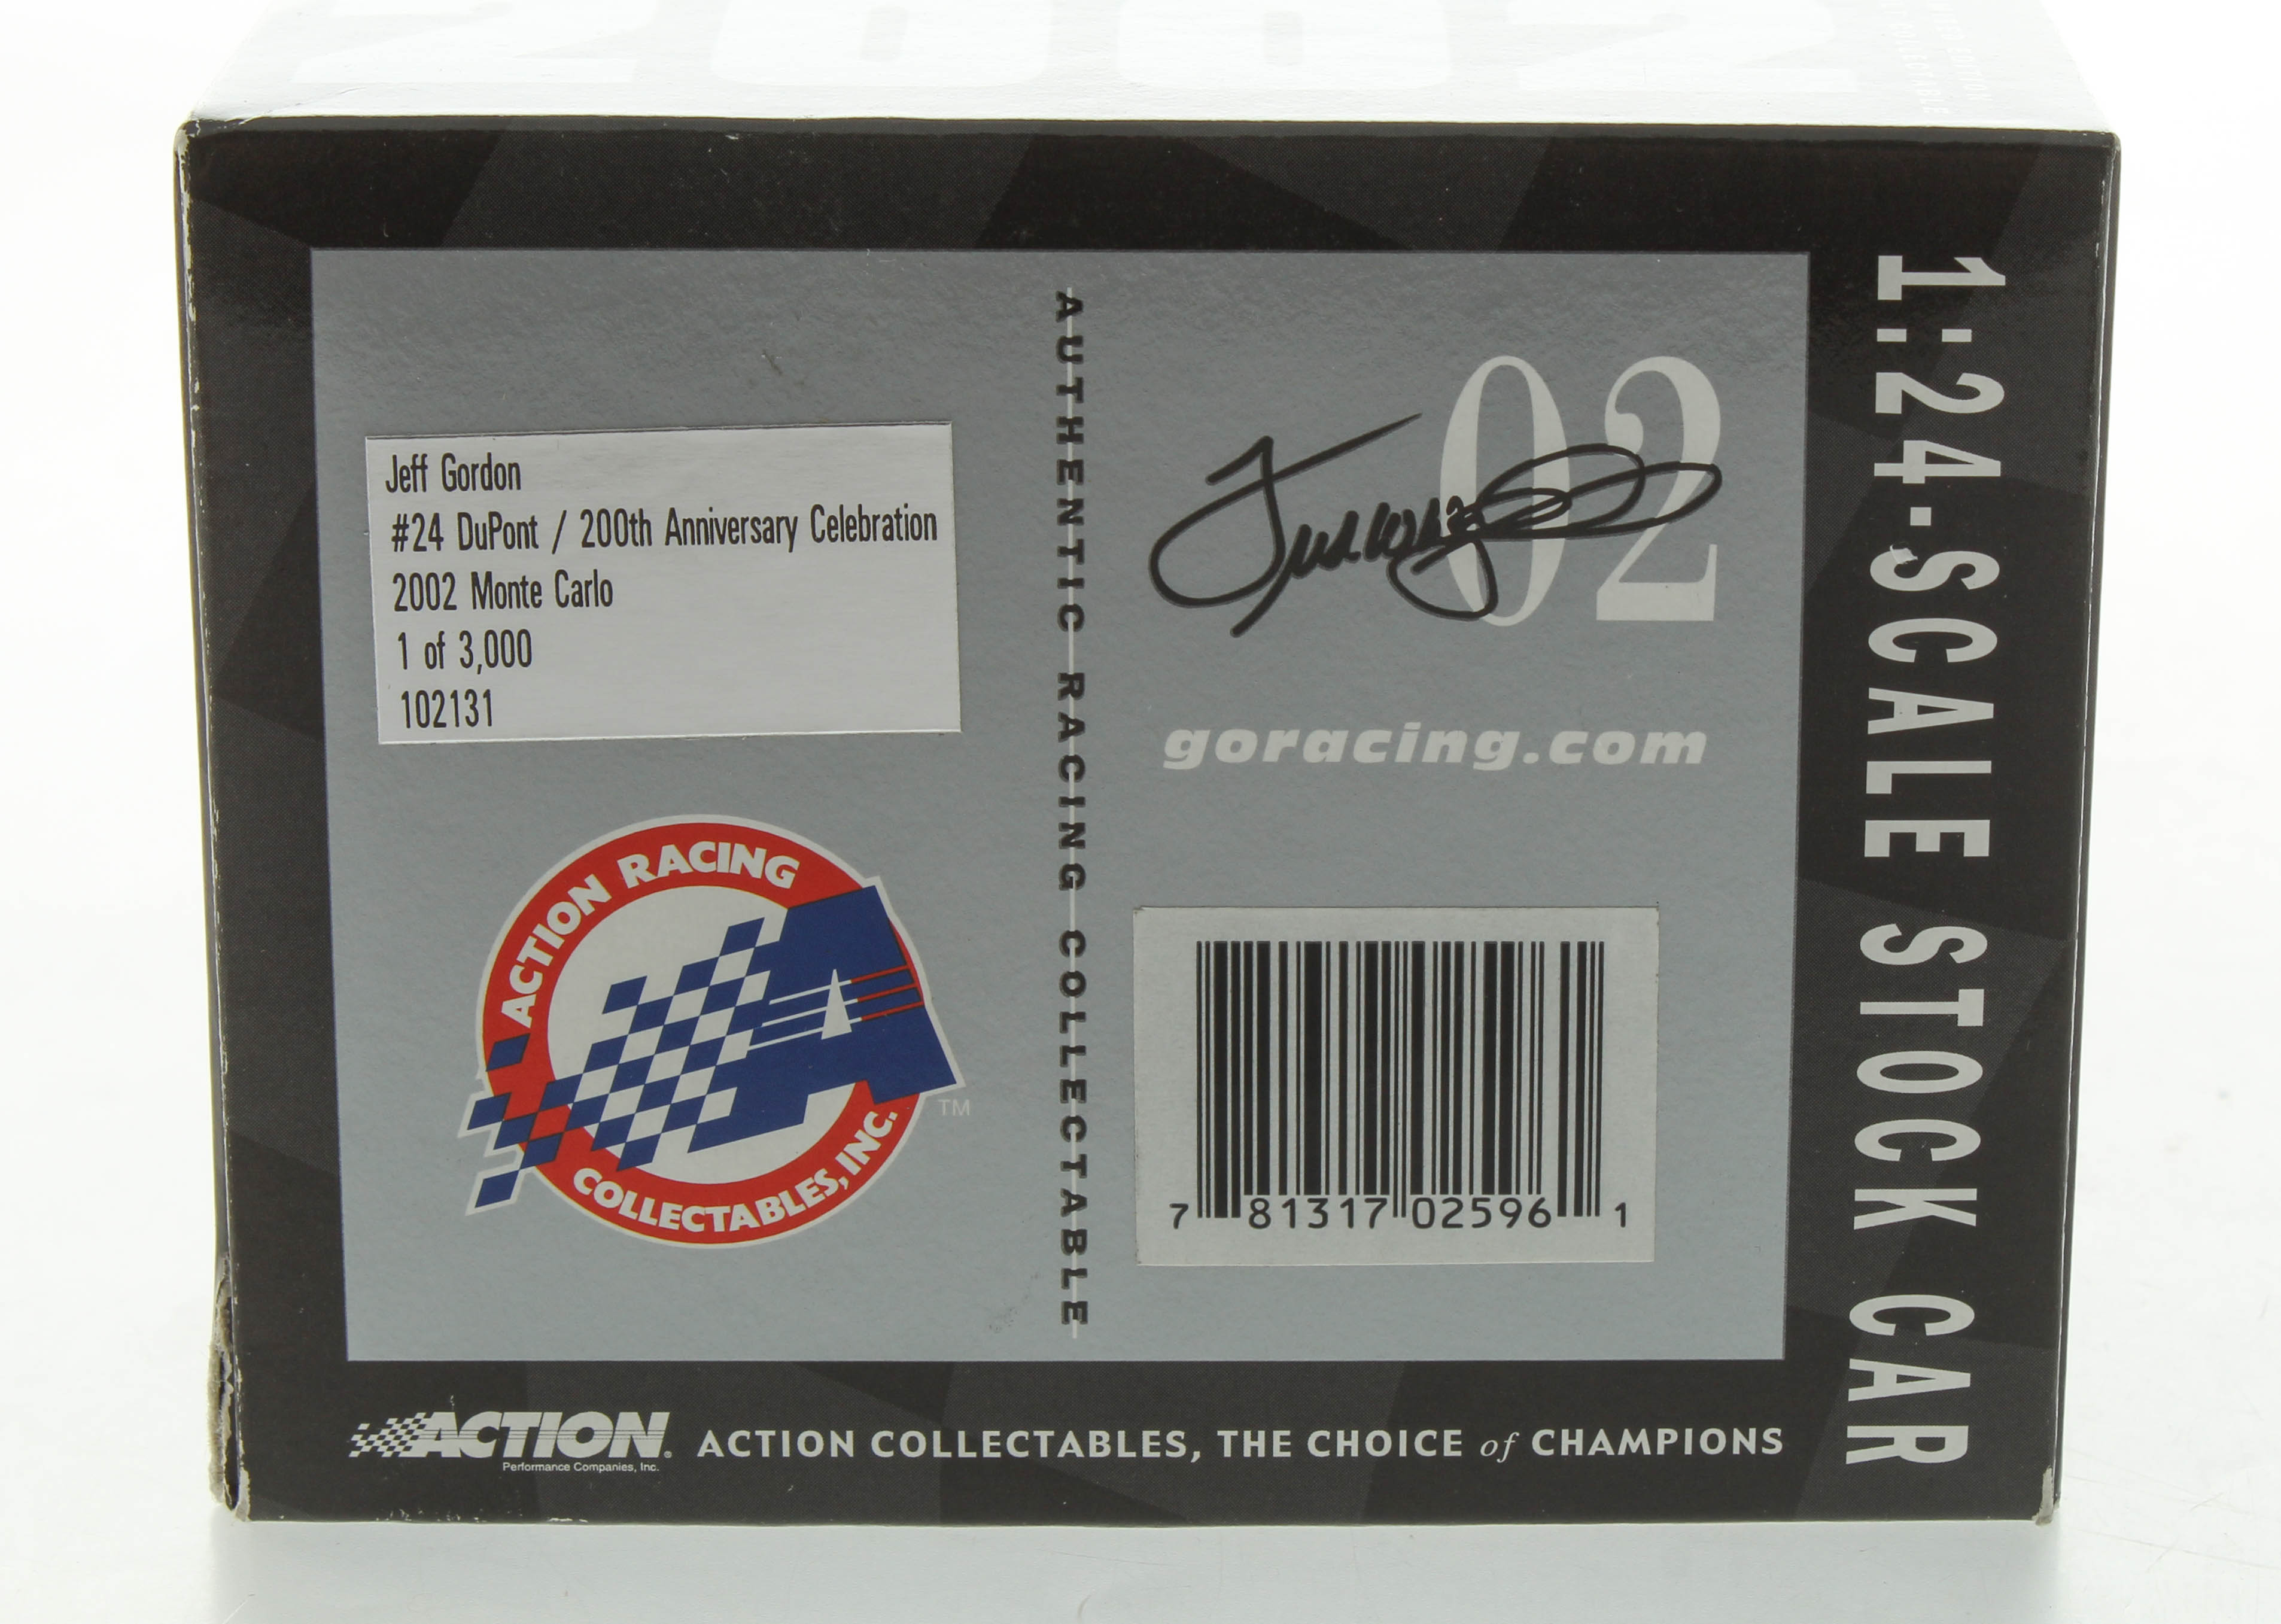 2002
Jeff Gordon
#24 DuPont / 200th Anniversary Celebration
2002 Monte Carlo
1 of 3,000
102131
ACTION RACING
COLLECTABLES, INC.
TM
AUTHENTIC RACING COLLECTABLE
02
goracing.com
7 81317 02596 1
1:24-SCALE STOCK CAR
ACTION
Performance Companies, Inc.
ACTION COLLECTABLES, THE CHOICE of CHAMPIONS